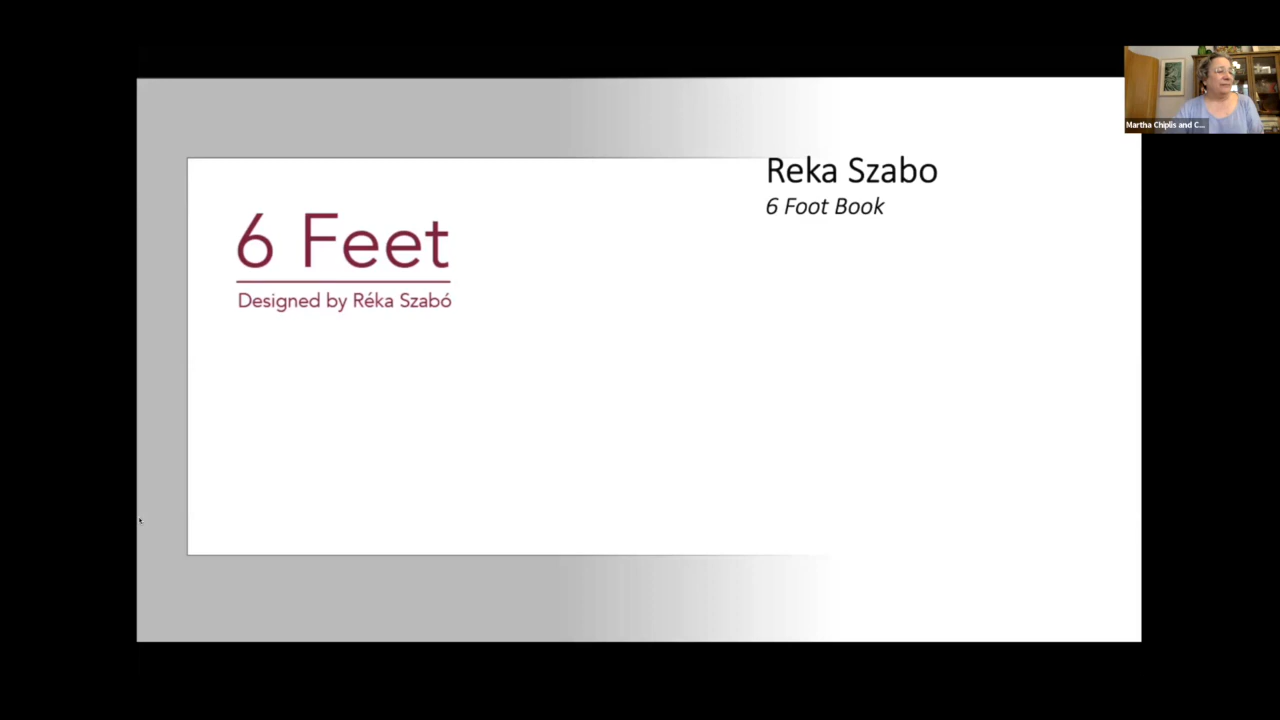 Martha Chiplis and C...
Reka Szabo
6 Foot Book
6 Feet
Designed by Réka Szabó